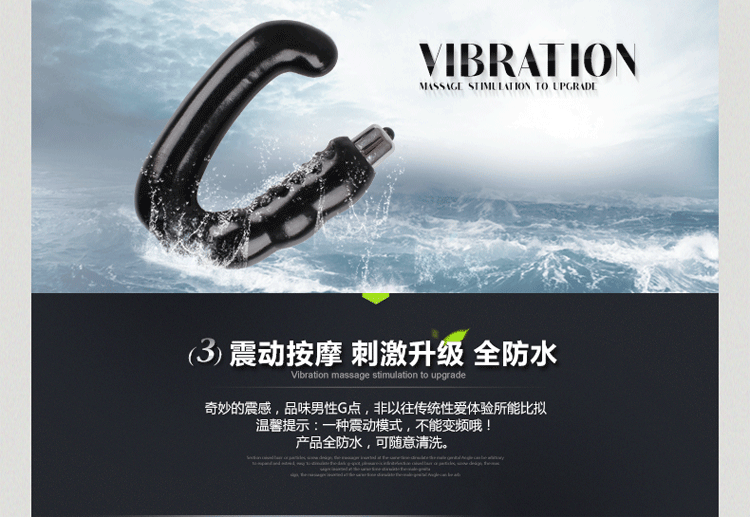 VIBRATION
MASSAGE STIMULATION TO UPGRADE
(3) 震动按摩 刺激升级 全防水
Vibration massage stimulation to upgrade
奇妙的震感，品味男性G点，非以往传统性爱体验所能比拟
温馨提示：一种震动模式，不能变频哦！
产品全防水，可随意清洗。